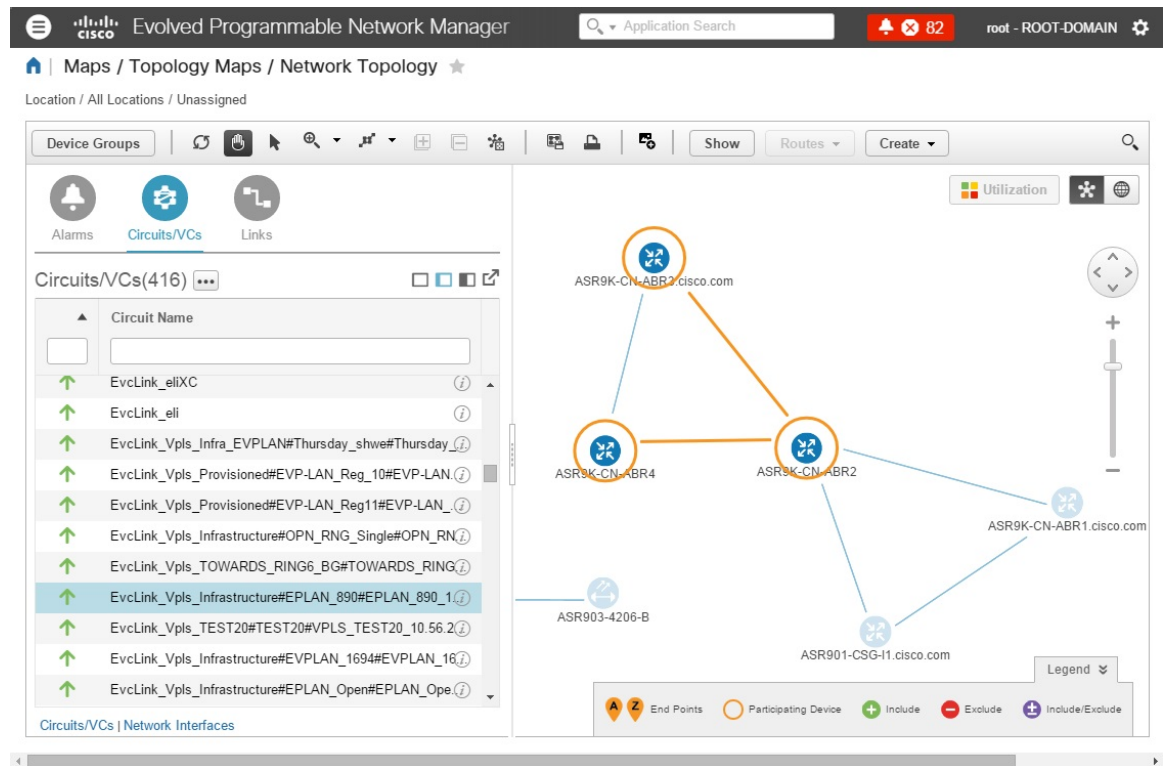 cisco Evolved Programmable Network Manager Application Search 82 root - ROOT-DOMAIN
Maps / Topology Maps / Network Topology
Location / All Locations / Unassigned
Device Groups Show Routes Create
Alarms Circuits/VCs Links
Utilization
Circuits/VCs(416)
Circuit Name
EvcLink_eliXC
EvcLink_eli
EvcLink_Vpls_Infra_EVPLAN#Thursday_shwe#Thursday_
EvcLink_Vpls_Provisioned#EVP-LAN_Reg_10#EVP-LAN.
EvcLink_Vpls_Provisioned#EVP-LAN_Reg11#EVP-LAN_.
EvcLink_Vpls_Infrastructure#OPN_RNG_Single#OPN_RN
EvcLink_Vpls_TOWARDS_RING6_BG#TOWARDS_RING
EvcLink_Vpls_Infrastructure#EPLAN_890#EPLAN_890_1.
EvcLink_Vpls_TEST20#TEST20#VPLS_TEST20_10.56.2
EvcLink_Vpls_Infrastructure#EVPLAN_1694#EVPLAN_16
EvcLink_Vpls_Infrastructure#EPLAN_Open#EPLAN_Ope.
Circuits/VCs | Network Interfaces
ASR9K-CN-ABR3.cisco.com
ASR9K-CN-ABR4
ASR9K-CN-ABR2
ASR9K-CN-ABR1.cisco.com
ASR903-4206-B
ASR901-CSG-I1.cisco.com
Legend
A Z End Points Participating Device Include Exclude Include/Exclude